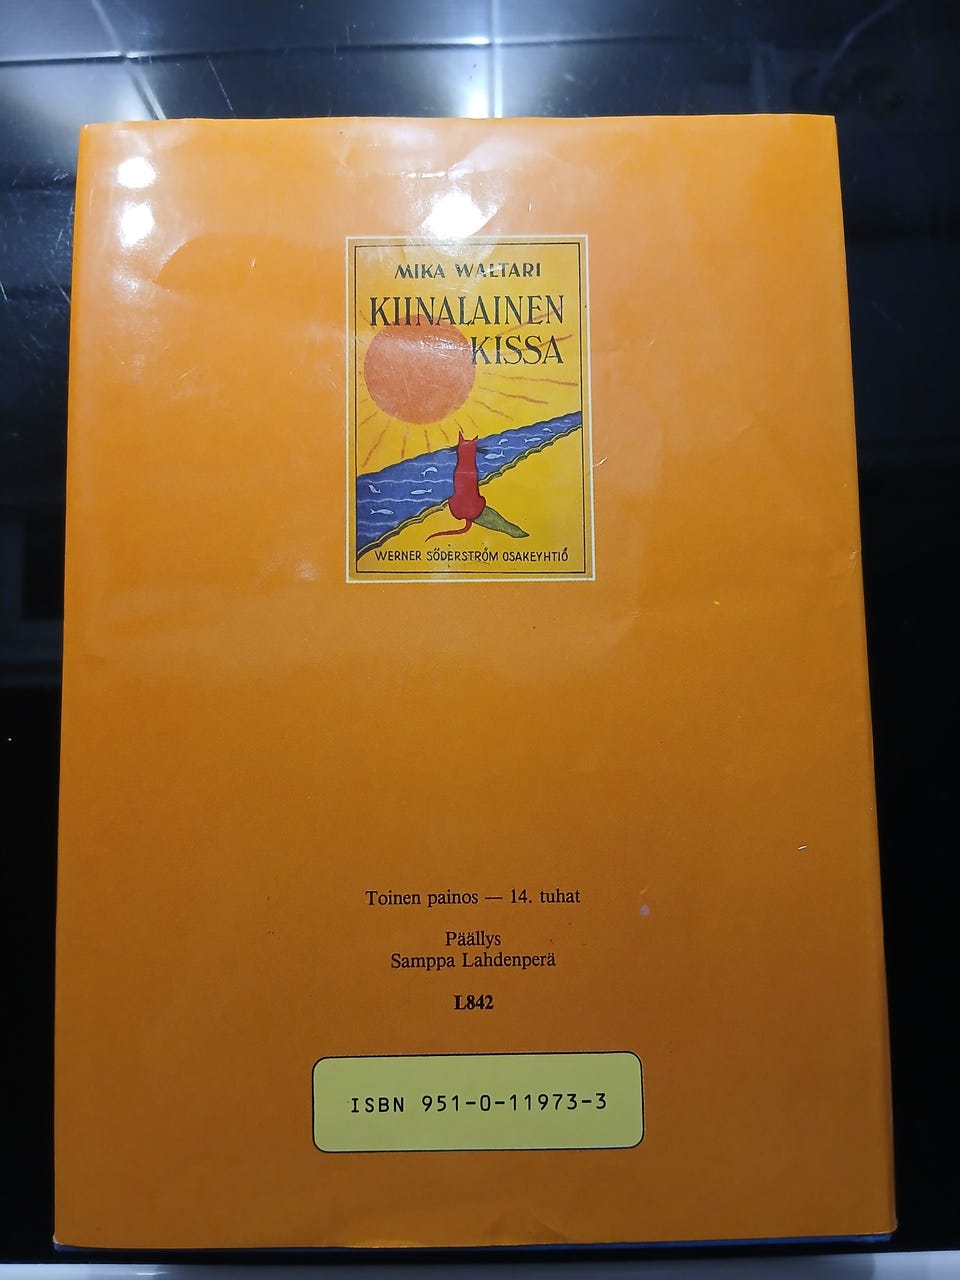 MIKA WALTARI
KIINALAINEN
KISSA
WERNER SÖDERSTRÖM OSAKEYHTIÖ
Toinen painos — 14. tuhat
Päällys
Samppa Lahdenperä
L842
ISBN 951-0-11973-3